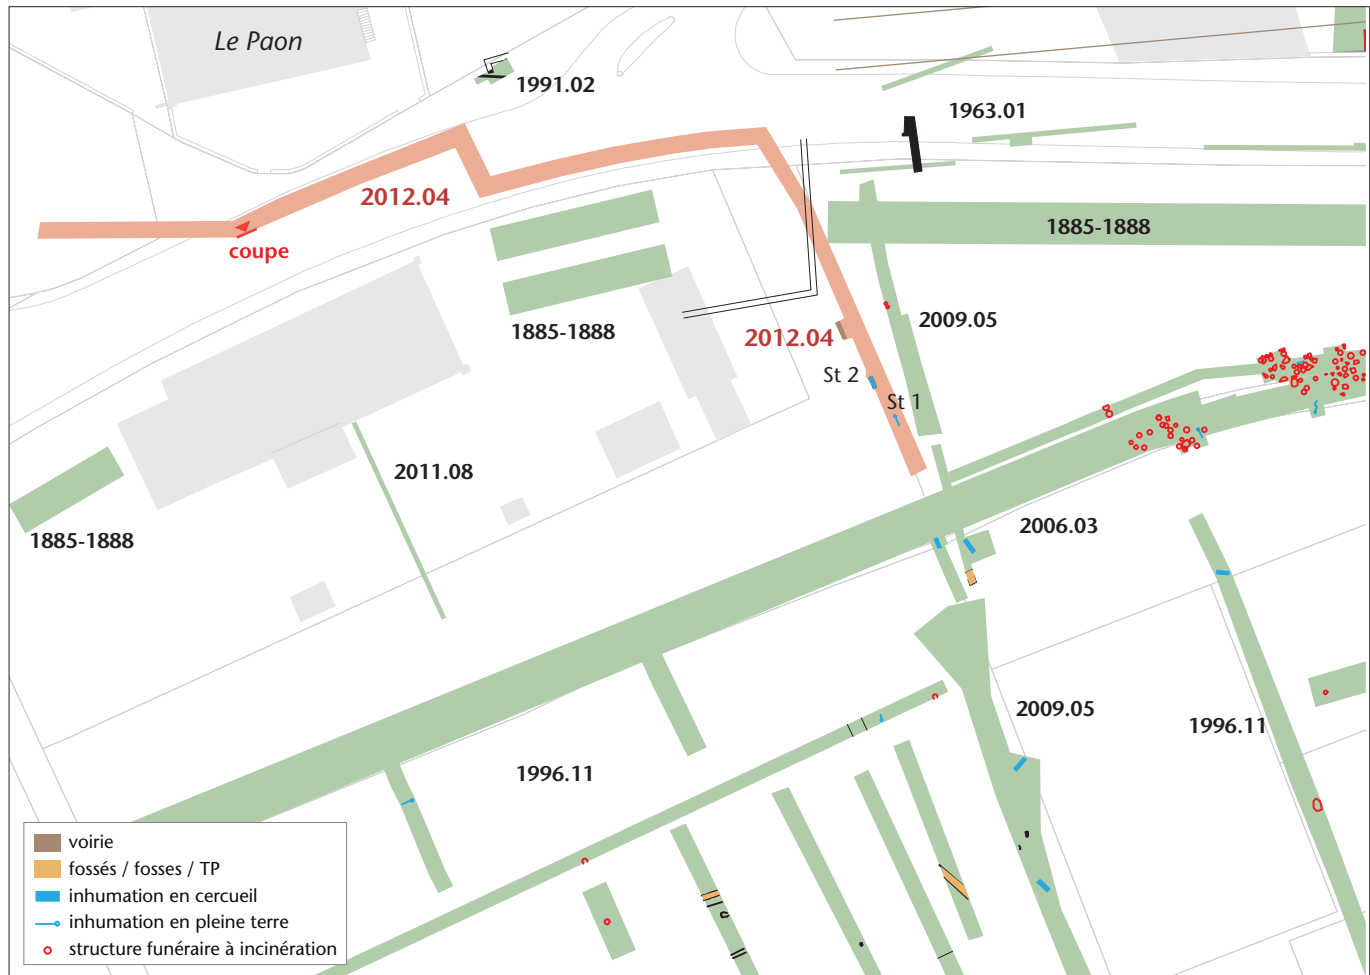 Le Paon
1991.02
1963.01
2012.04
coupe
1885-1888
1885-1888
2009.05
2012.04
St 2
St 1
2011.08
1885-1888
2006.03
2009.05
1996.11
1996.11
voirie
fossés / fosses / TP
inhumation en cercueil
inhumation en pleine terre
structure funéraire à incinération